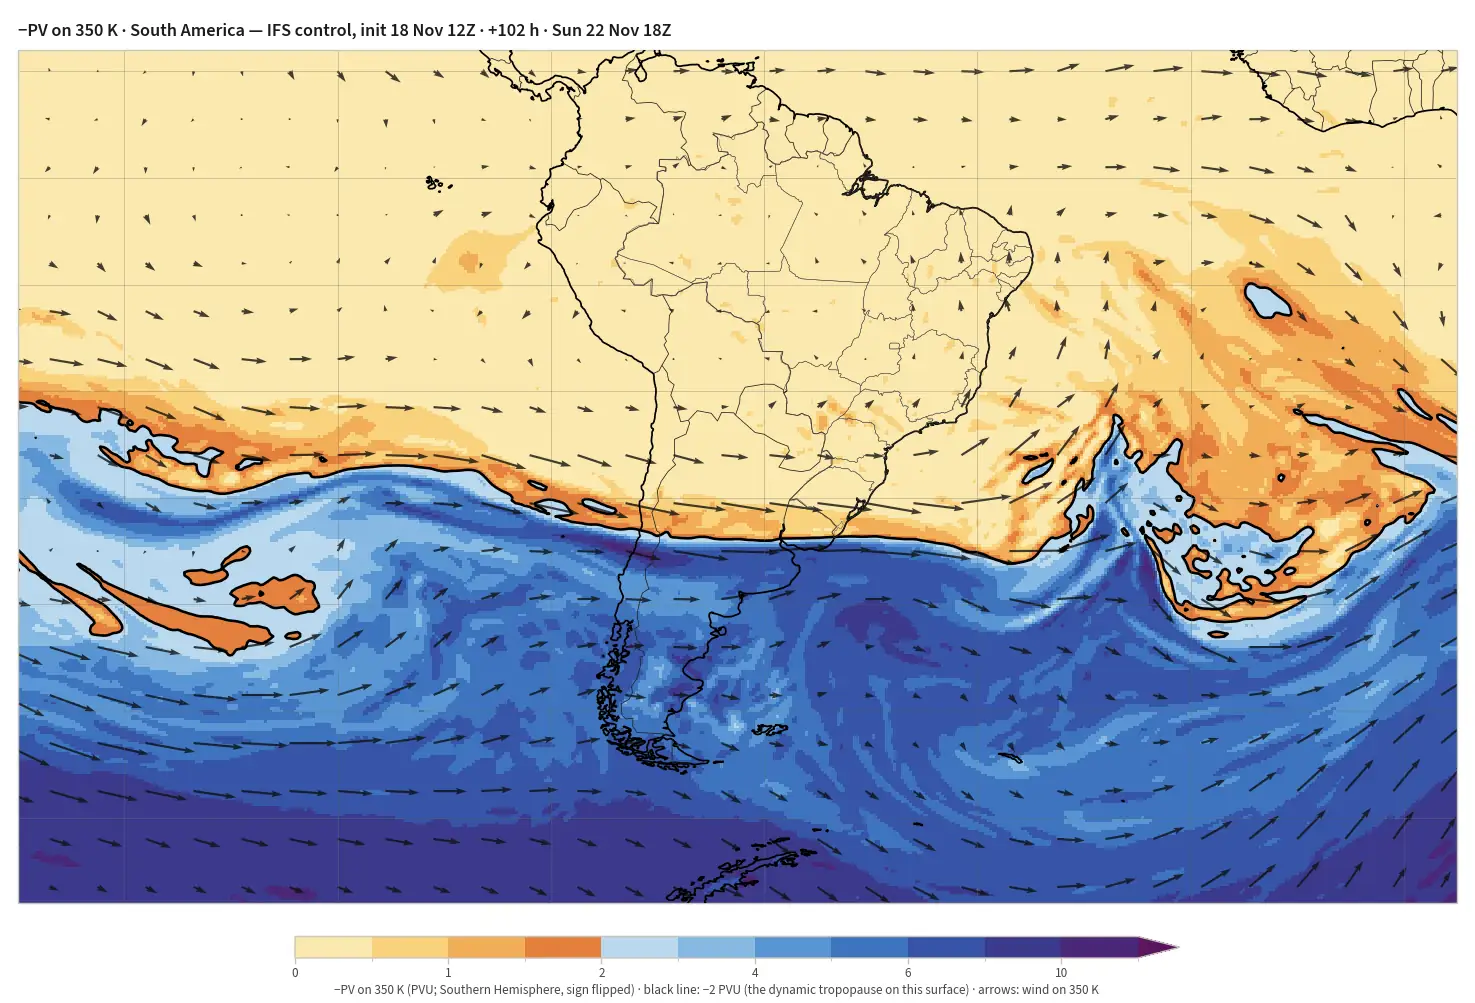 −PV on 350 K · South America — IFS control, init 18 Nov 12Z · +102 h · Sun 22 Nov 18Z
0 1 2 4 6 10
−PV on 350 K (PVU; Southern Hemisphere, sign flipped) · black line: −2 PVU (the dynamic tropopause on this surface) · arrows: wind on 350 K